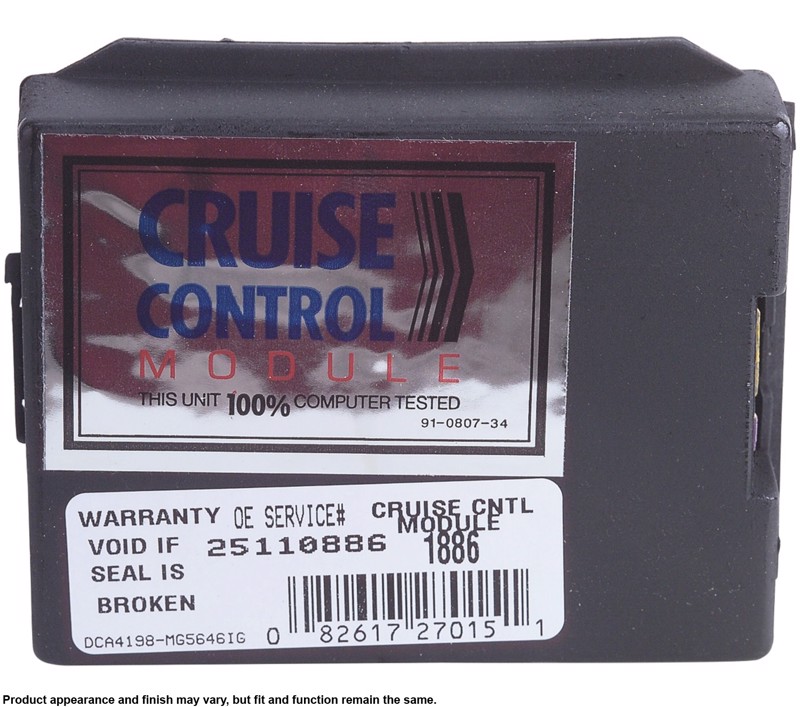 CRUISE
CONTROL
MODULE
THIS UNIT 100% COMPUTER TESTED
91-0807-34
WARRANTY OE SERVICE# CRUISE CNTL
MODULE
VOID IF 25110886 1886
SEAL IS
BROKEN
DCA4198-MG5646IG 0 82617 27015 1
Product appearance and finish may vary, but fit and function remain the same.